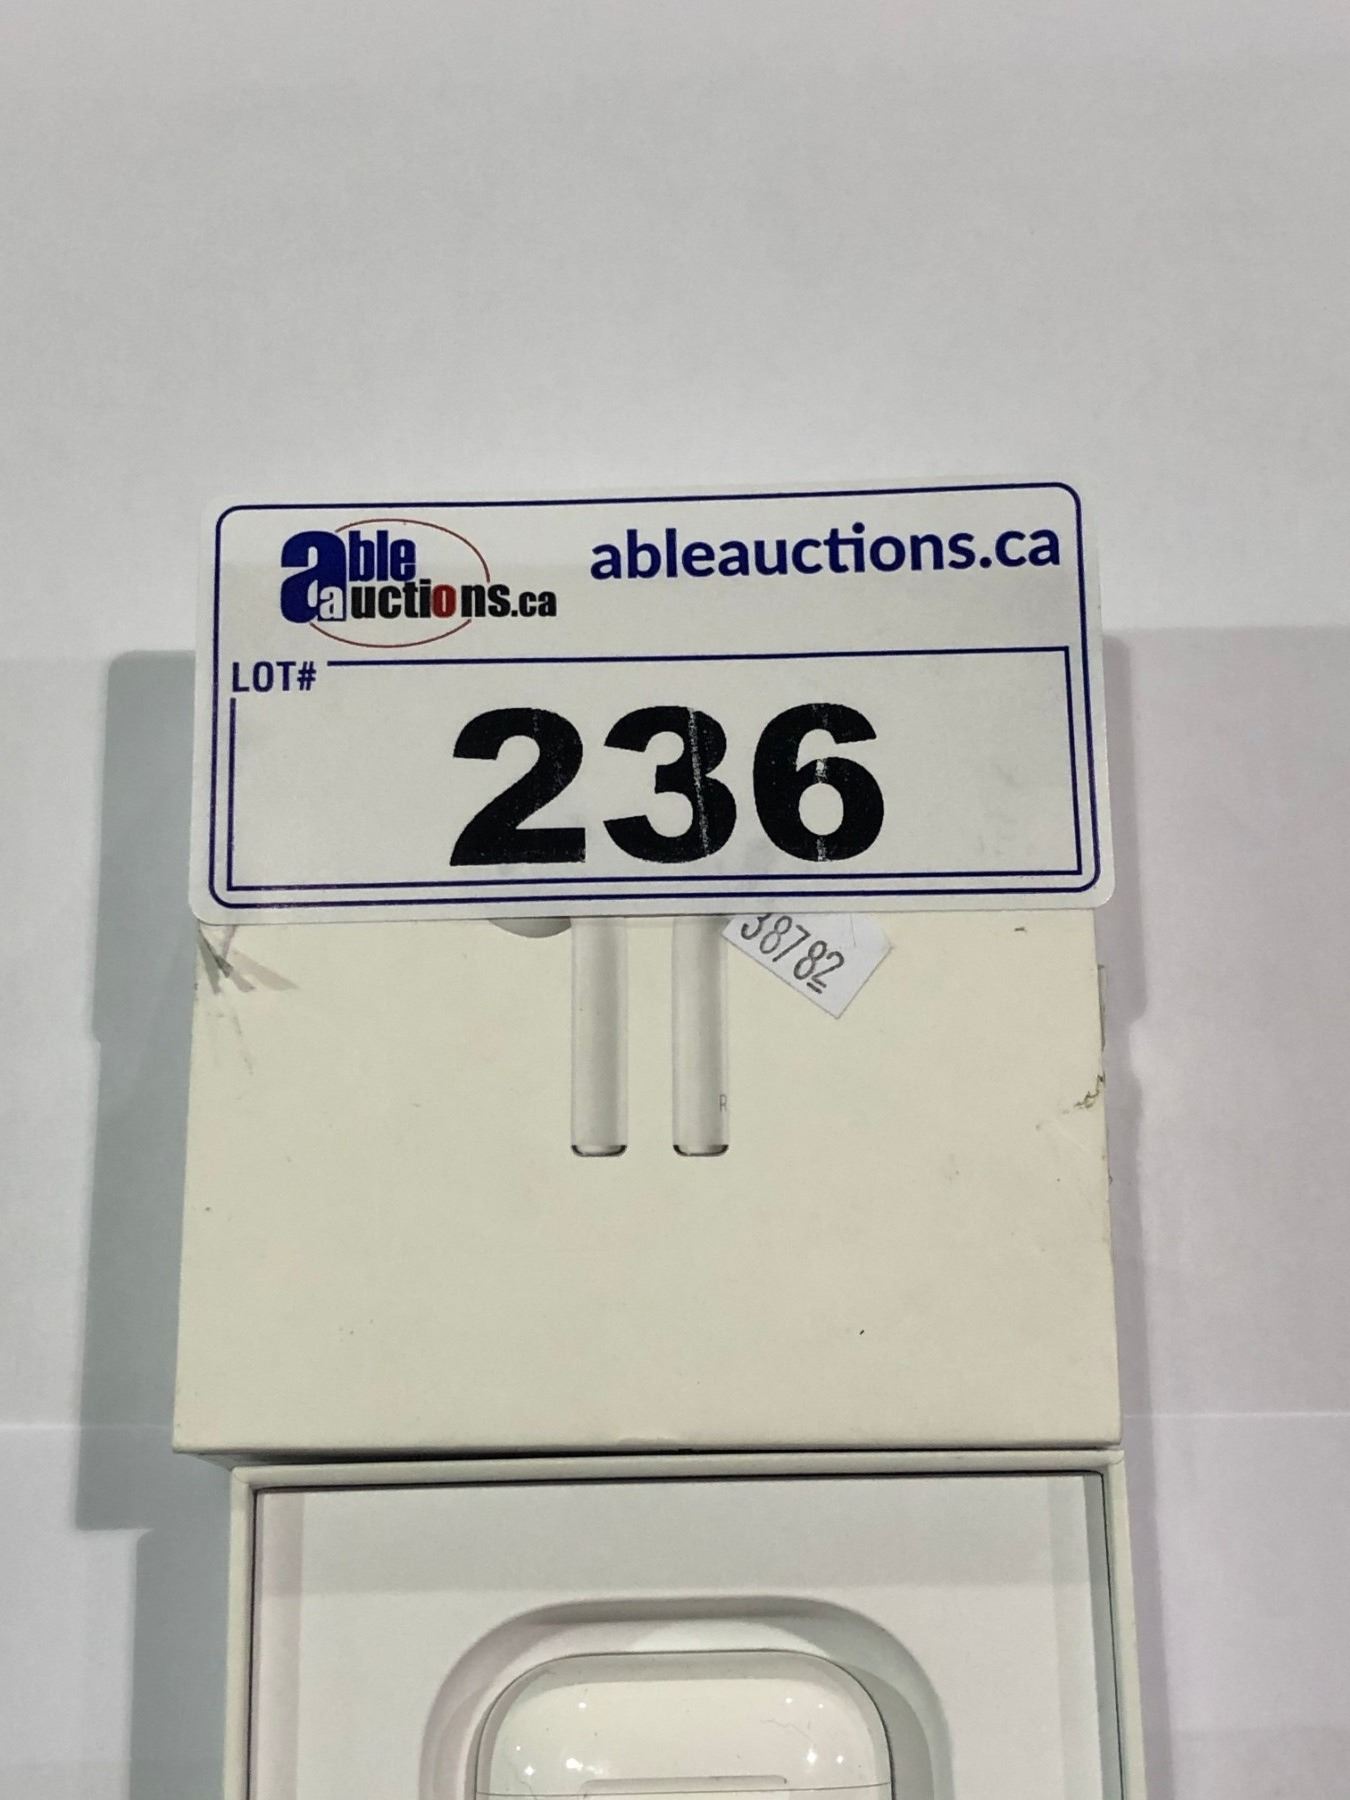 able
auctions.ca
ableauctions.ca
LOT#
236
38782
R